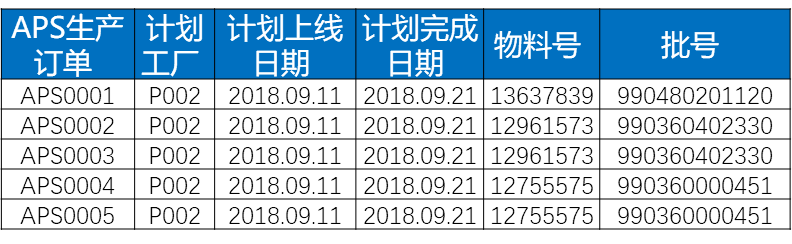 APS生产订单 计划工厂 计划上线日期 计划完成日期 物料号 批号
APS0001 P002 2018.09.11 2018.09.21 13637839 990480201120
APS0002 P002 2018.09.11 2018.09.21 12961573 990360402330
APS0003 P002 2018.09.11 2018.09.21 12961573 990360402330
APS0004 P002 2018.09.11 2018.09.21 12755575 990360000451
APS0005 P002 2018.09.11 2018.09.21 12755575 990360000451